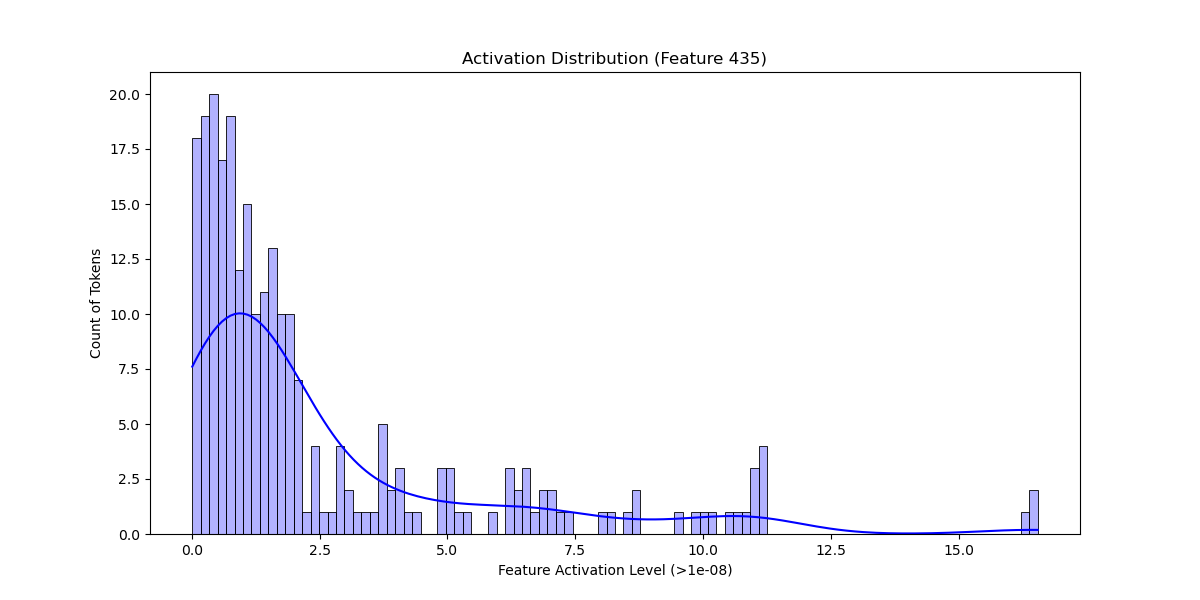 Activation Distribution (Feature 435)
Count of Tokens
20.0
17.5
15.0
12.5
10.0
7.5
5.0
2.5
0.0
0.0 2.5 5.0 7.5 10.0 12.5 15.0
Feature Activation Level (>1e-08)